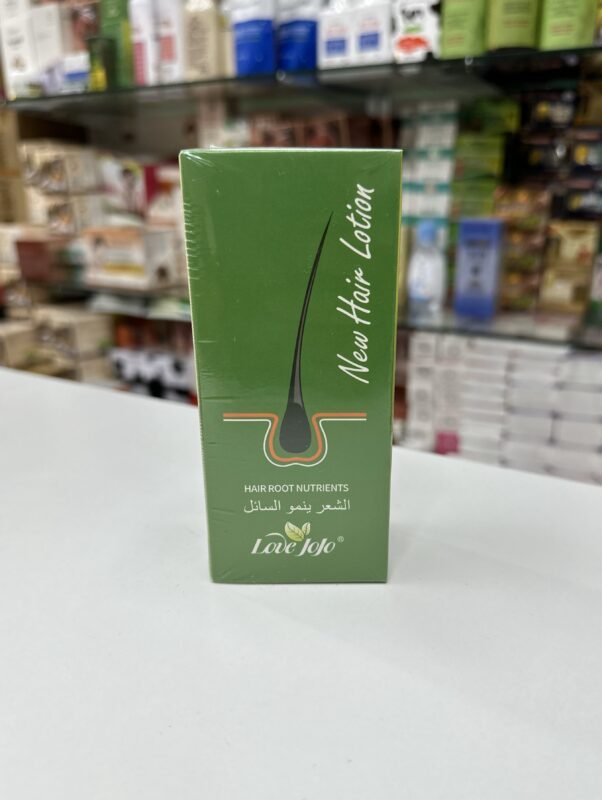 New Hair Lotion
HAIR ROOT NUTRIENTS
الشعر ينمو السائل
Love JoJo®